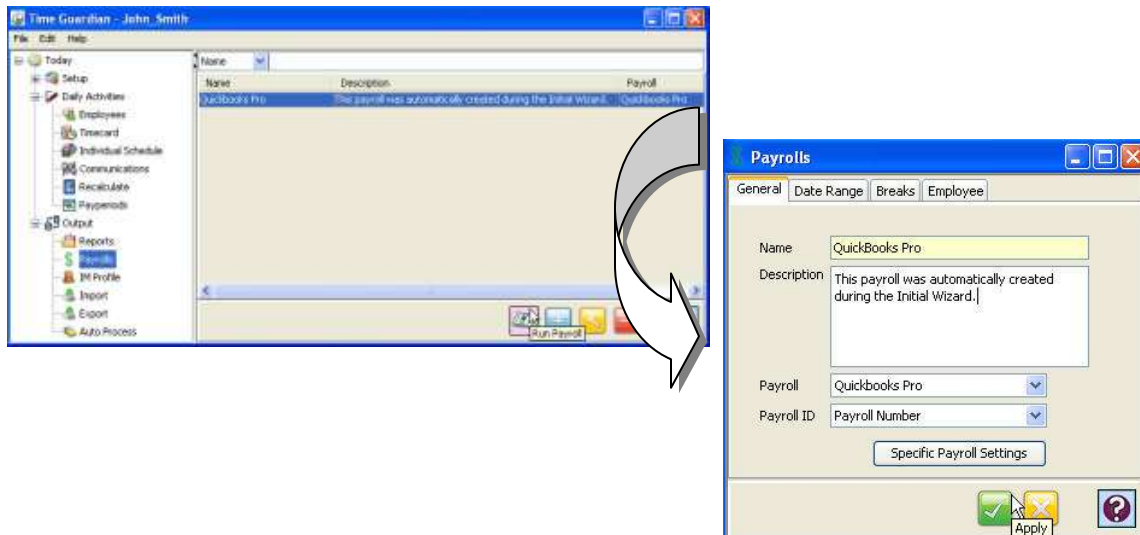 Time Guardian - John_Smith
File Edit Help
Today
Setup
Daily Activities
Employees
Timecard
Individual Schedule
Communications
Recalculate
Payperiods
Output
Reports
Payrolls
IM Profile
Import
Export
Auto Process
Name
Name Description Payroll
Quickbooks Pro This payroll was automatically created during the Initial Wizard. Quickbooks Pro
Run Payroll
Payrolls
General Date Range Breaks Employee
Name QuickBooks Pro
Description This payroll was automatically created
during the Initial Wizard.
Payroll Quickbooks Pro
Payroll ID Payroll Number
Specific Payroll Settings
Apply